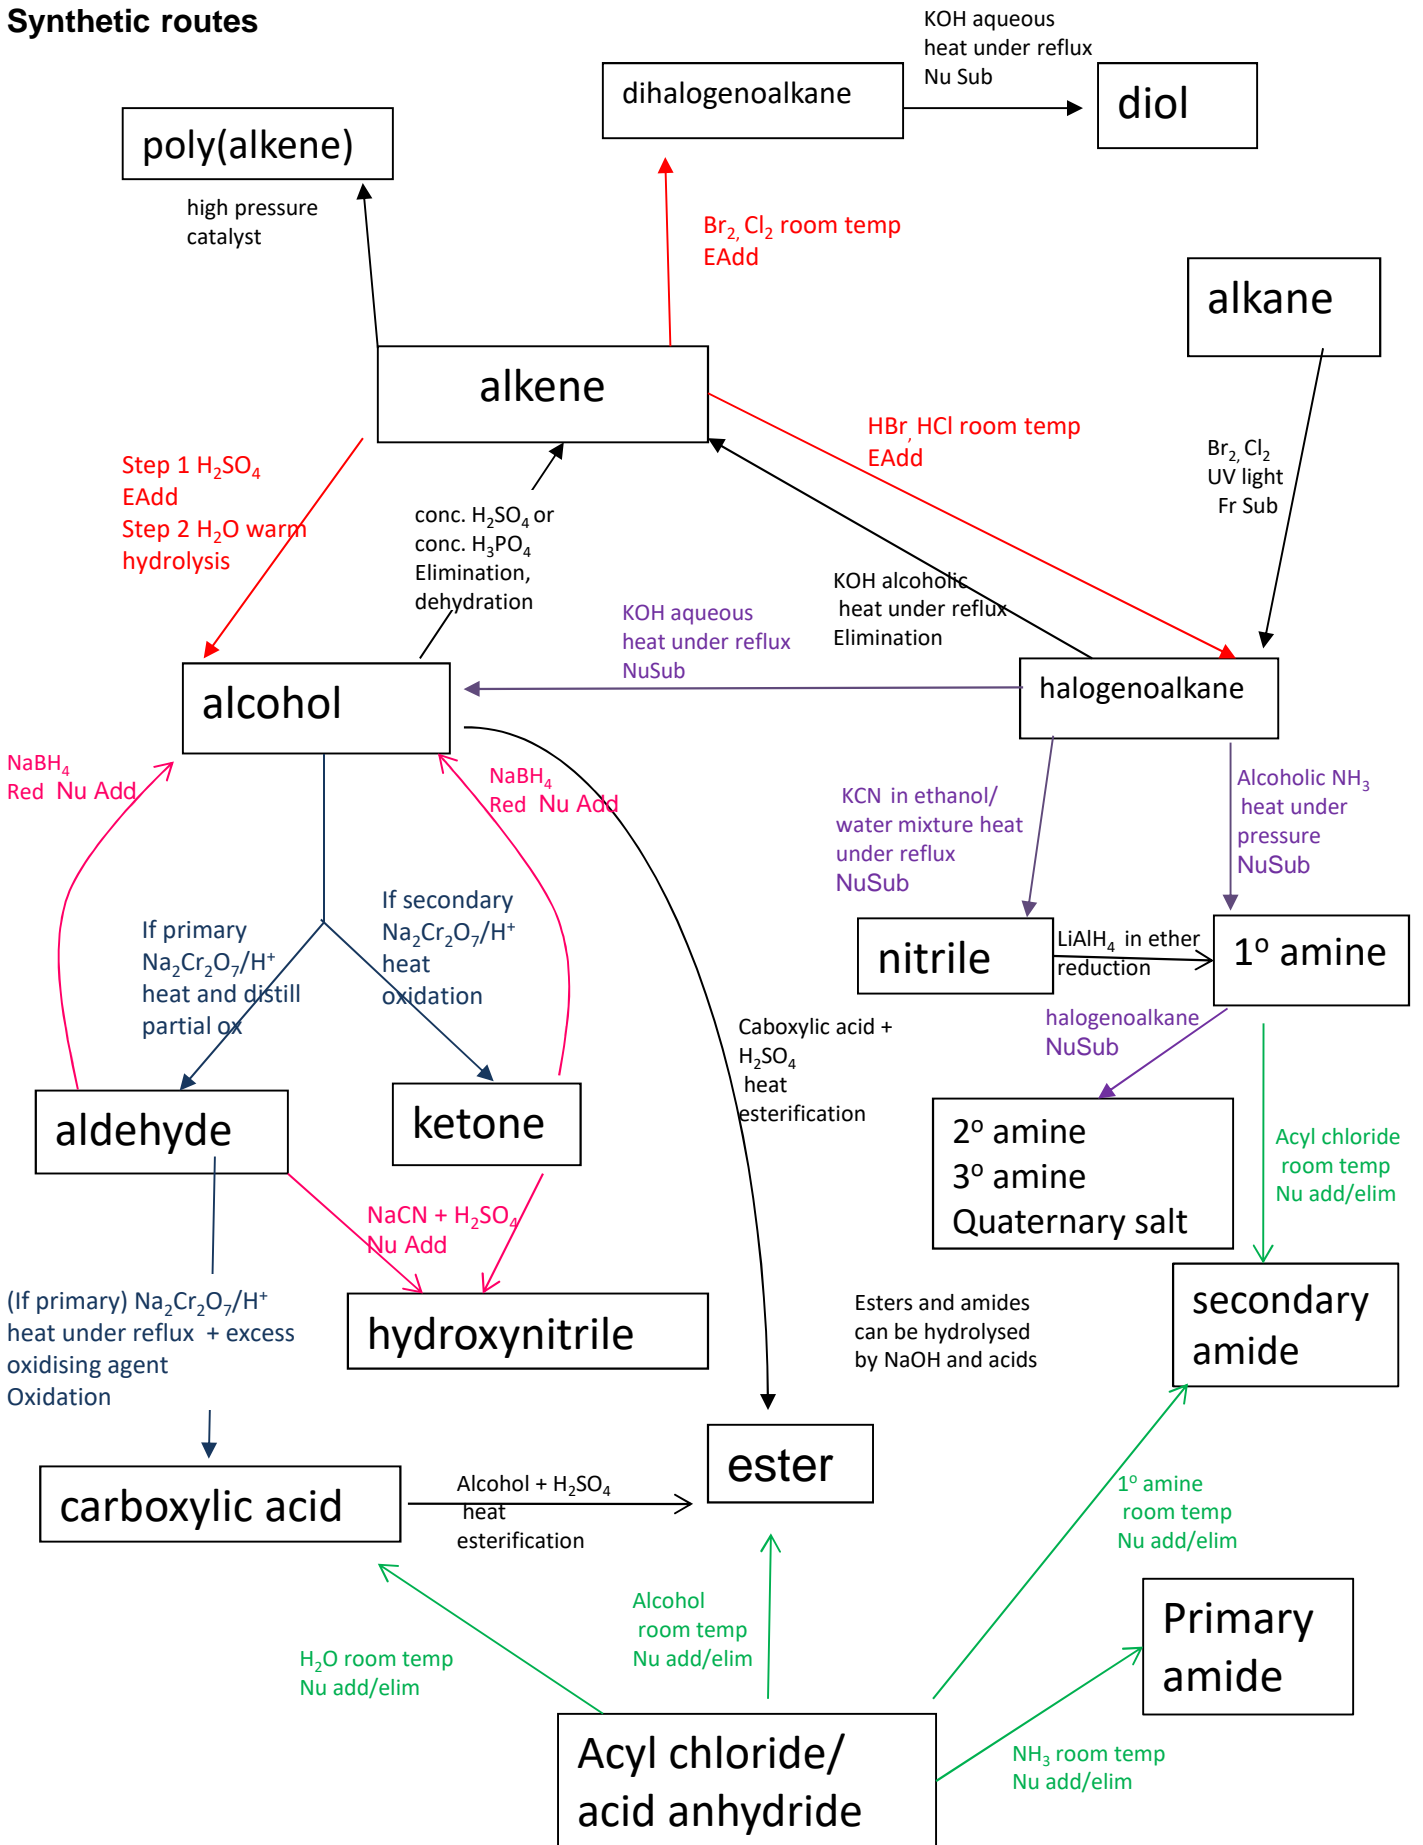 Synthetic routes
KOH aqueous
heat under reflux
Nu Sub
dihalogenoalkane
diol
poly(alkene)
high pressure
catalyst
Br₂, Cl₂ room temp
EAdd
alkane
alkene
HBr, HCl room temp
EAdd
Br₂, Cl₂
UV light
Fr Sub
Step 1 H₂SO₄
EAdd
Step 2 H₂O warm
hydrolysis
conc. H₂SO₄ or
conc. H₃PO₄
Elimination,
dehydration
KOH alcoholic
heat under reflux
Elimination
KOH aqueous
heat under reflux
NuSub
alcohol
halogenoalkane
NaBH₄
Red Nu Add
NaBH₄
Red Nu Add
KCN in ethanol/
water mixture heat
under reflux
NuSub
Alcoholic NH₃
heat under
pressure
NuSub
If primary
Na₂Cr₂O₇/H⁺
heat and distill
partial ox
If secondary
Na₂Cr₂O₇/H⁺
heat
oxidation
nitrile
LiAlH₄ in ether
reduction
1º amine
halogenoalkane
NuSub
Caboxylic acid +
H₂SO₄
heat
esterification
aldehyde
ketone
2º amine
3º amine
Quaternary salt
Acyl chloride
room temp
Nu add/elim
NaCN + H₂SO₄
Nu Add
(If primary) Na₂Cr₂O₇/H⁺
heat under reflux + excess
oxidising agent
Oxidation
hydroxynitrile
Esters and amides
can be hydrolysed
by NaOH and acids
secondary
amide
ester
carboxylic acid
Alcohol + H₂SO₄
heat
esterification
1º amine
room temp
Nu add/elim
Alcohol
room temp
Nu add/elim
H₂O room temp
Nu add/elim
Primary
amide
Acyl chloride/
acid anhydride
NH₃ room temp
Nu add/elim